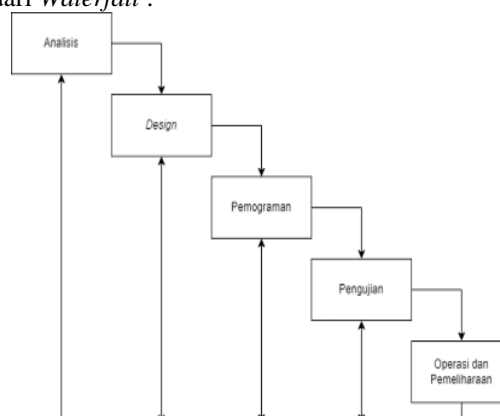 dari Waterfall :
Analisis
Design
Pemograman
Pengujian
Operasi dan
Pemeliharaan